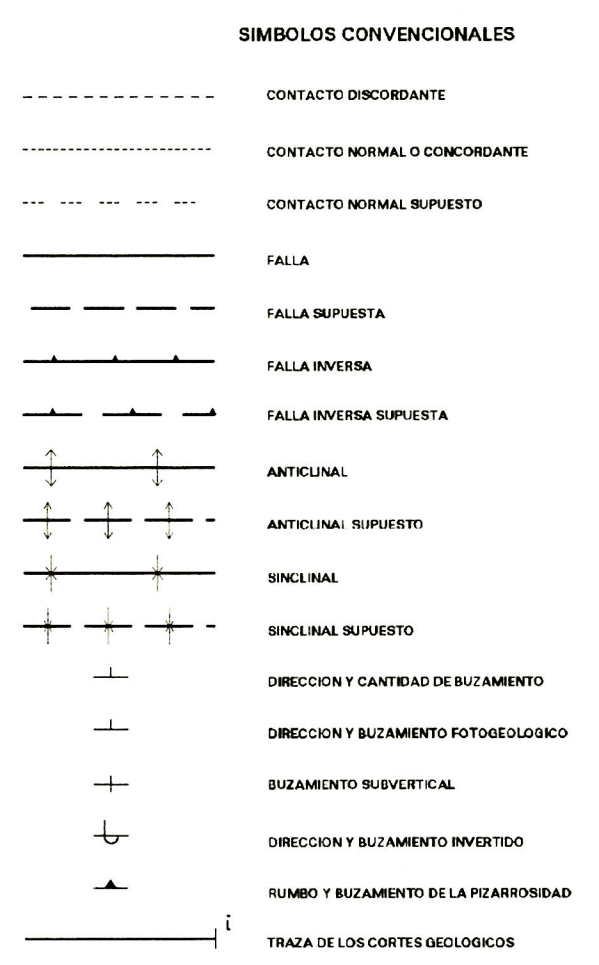 SIMBOLOS CONVENCIONALES
CONTACTO DISCORDANTE
CONTACTO NORMAL O CONCORDANTE
CONTACTO NORMAL SUPUESTO
FALLA
FALLA SUPUESTA
FALLA INVERSA
FALLA INVERSA SUPUESTA
ANTICLINAL
ANTICLINAL SUPUESTO
SINCLINAL
SINCLINAL SUPUESTO
DIRECCION Y CANTIDAD DE BUZAMIENTO
DIRECCION Y BUZAMIENTO FOTOGEOLOGICO
BUZAMIENTO SUBVERTICAL
DIRECCION Y BUZAMIENTO INVERTIDO
RUMBO Y BUZAMIENTO DE LA PIZARROSIDAD
TRAZA DE LOS CORTES GEOLOGICOS